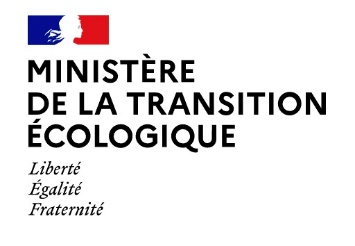 MINISTÈRE
DE LA TRANSITION
ÉCOLOGIQUE
Liberté
Égalité
Fraternité